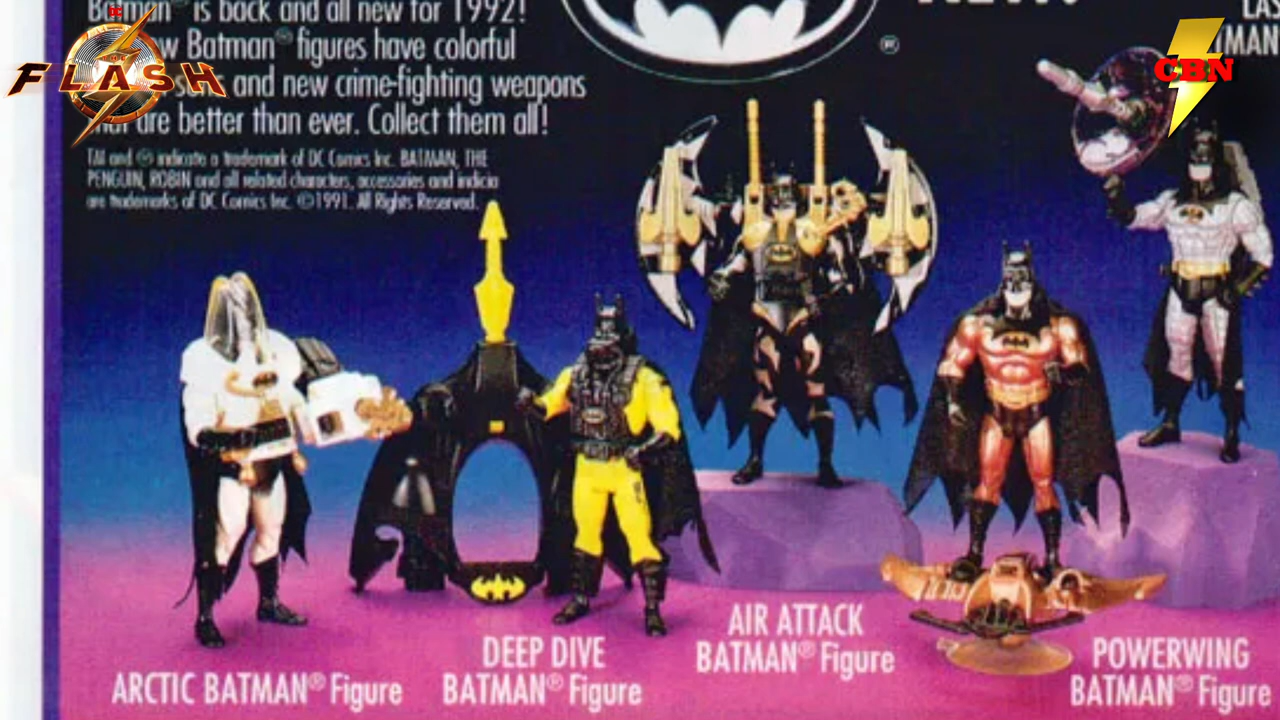 Batman® is back and all new for 1992!
Batman® figures have colorful
and new crime-fighting weapons
are better than ever. Collect them all!
TM and indicate a trademark of DC Comics Inc. BATMAN, THE
PENGUIN, ROBIN and all related characters, accessories and indicia
are trademarks of DC Comics Inc. ©1991. All Rights Reserved.
DC
FLASH
CBN
ARCTIC BATMAN® Figure
DEEP DIVE
BATMAN® Figure
AIR ATTACK
BATMAN® Figure
POWERWING
BATMAN® Figure